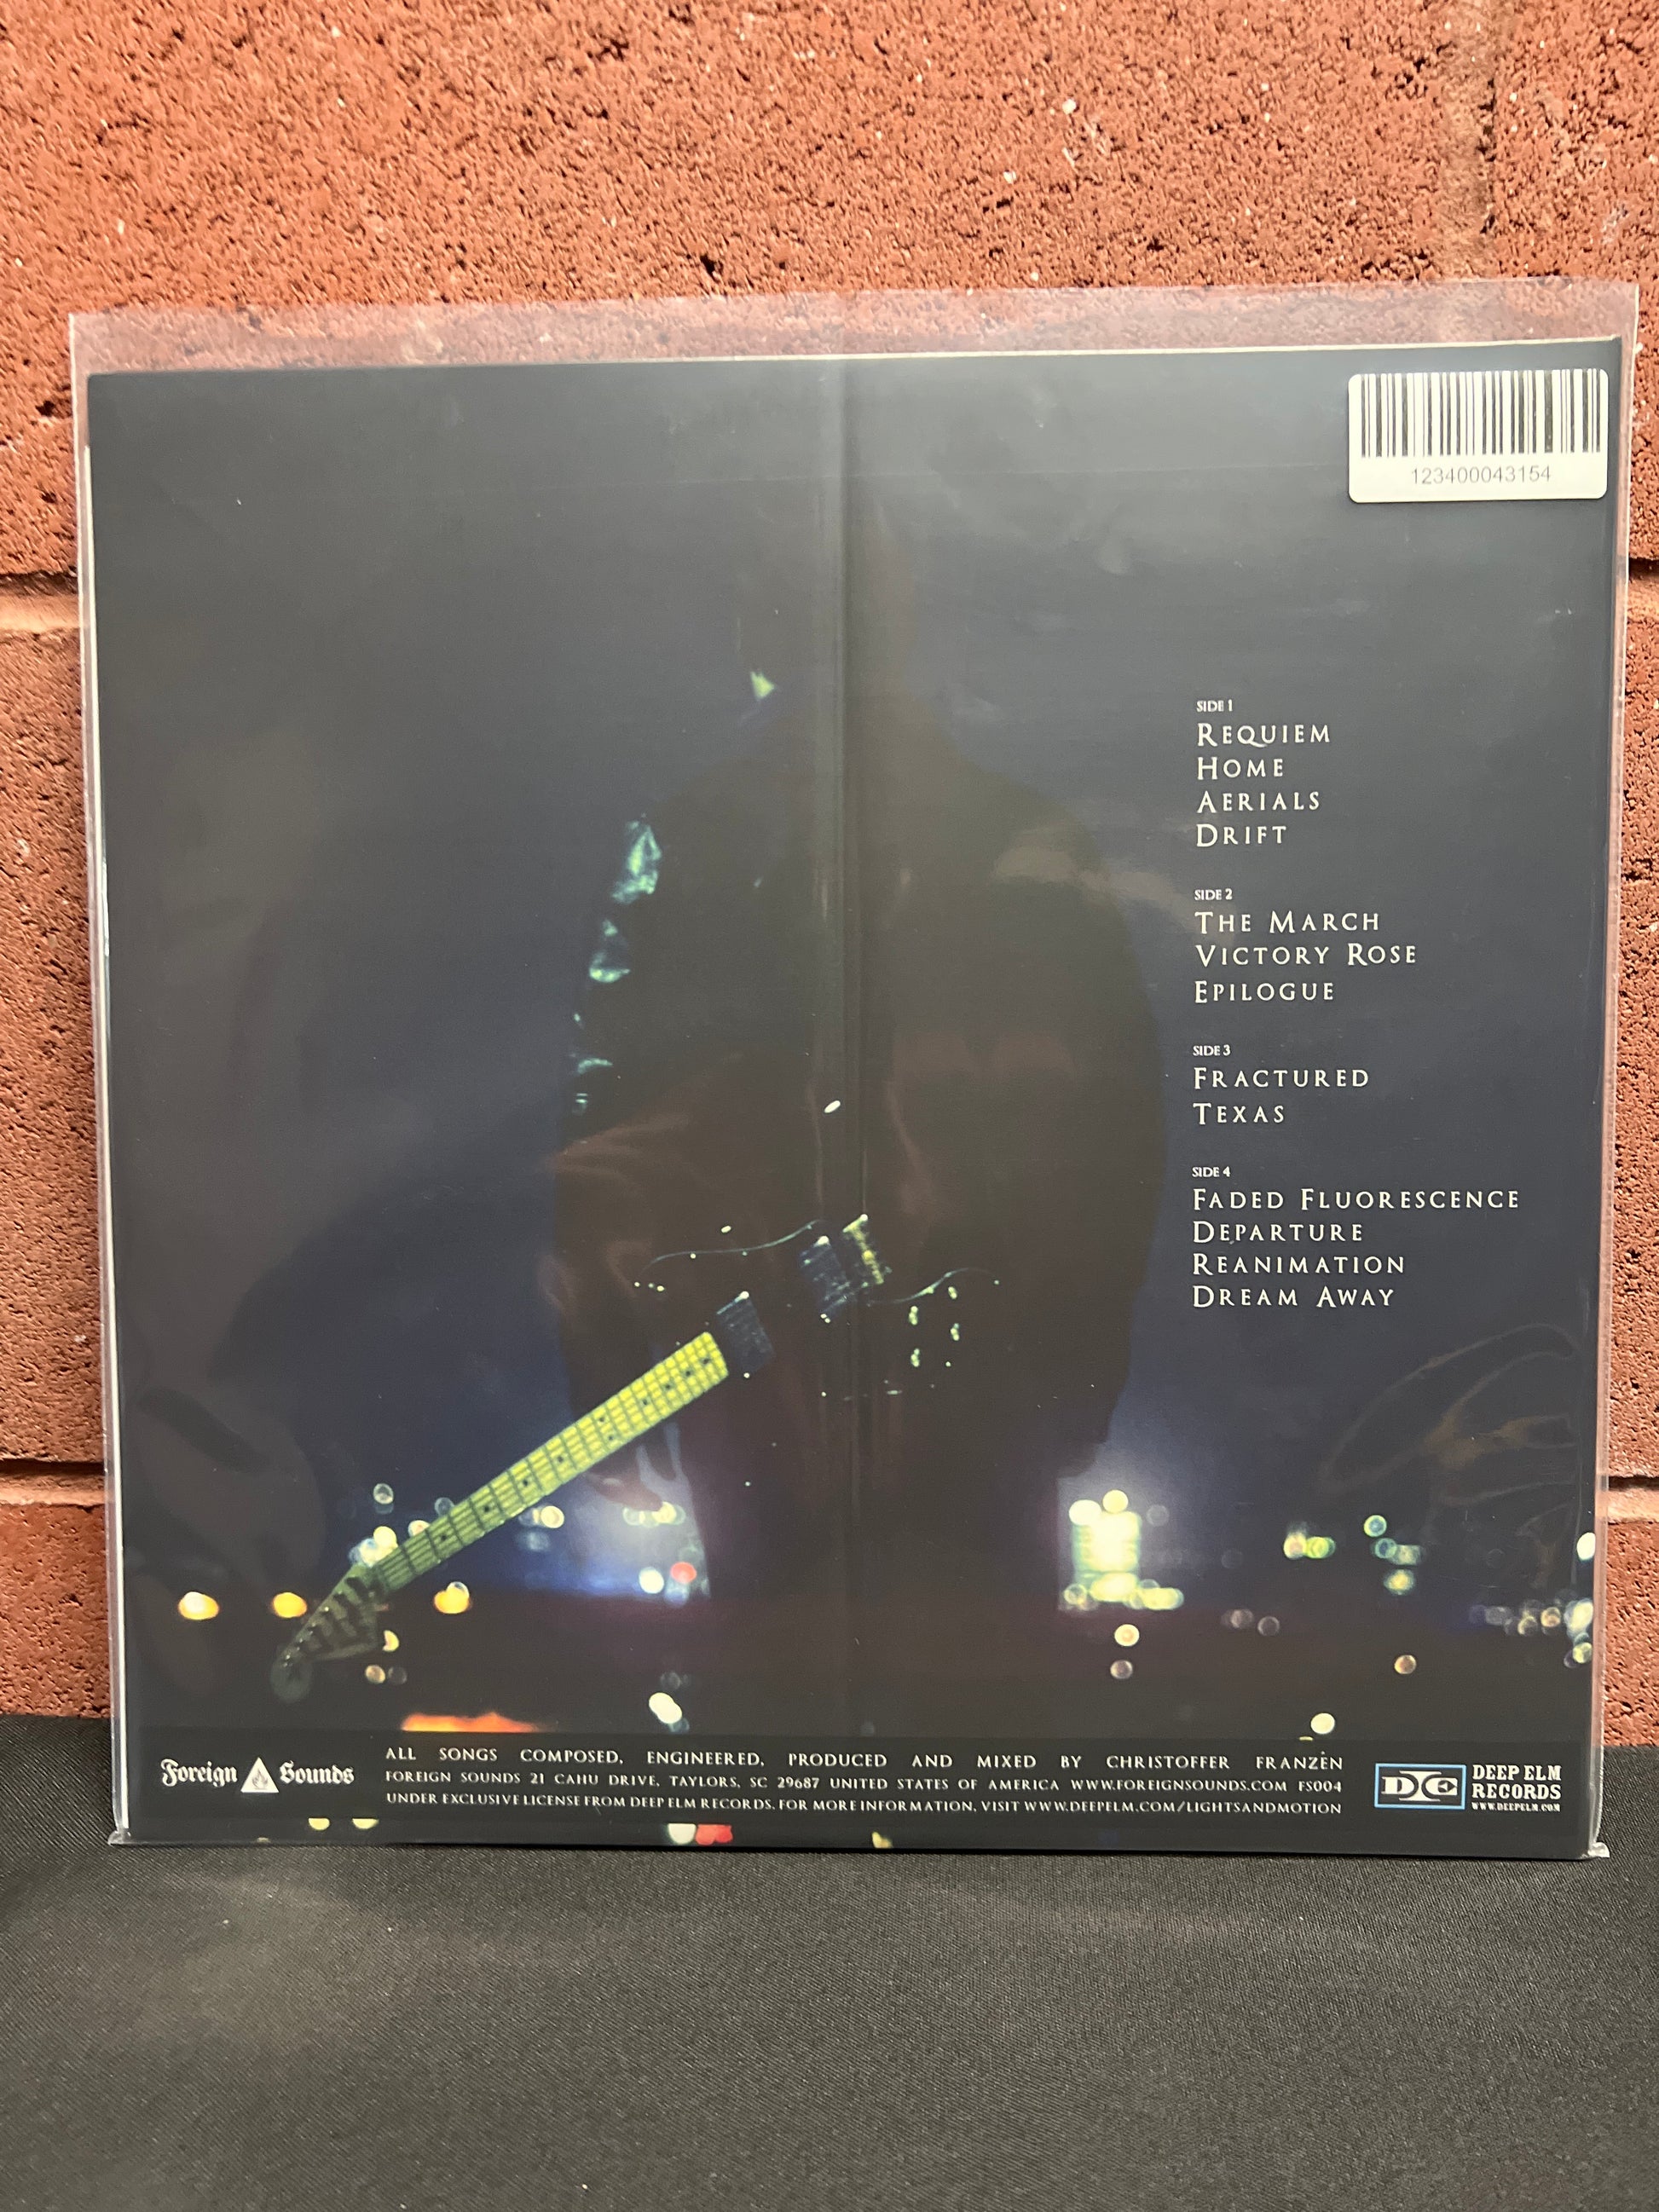 123400043154
SIDE 1
REQUIEM
HOME
AERIALS
DRIFT
SIDE 2
THE MARCH
VICTORY ROSE
EPILOGUE
SIDE 3
FRACTURED
TEXAS
SIDE 4
FADED FLUORESCENCE
DEPARTURE
REANIMATION
DREAM AWAY
Foreign Sounds
ALL SONGS COMPOSED, ENGINEERED, PRODUCED AND MIXED BY CHRISTOFFER FRANZÈN
FOREIGN SOUNDS 21 CAHU DRIVE, TAYLORS, SC 29687 UNITED STATES OF AMERICA WWW.FOREIGNSOUNDS.COM FS004
UNDER EXCLUSIVE LICENSE FROM DEEP ELM RECORDS. FOR MORE INFORMATION, VISIT WWW.DEEPELM.COM/LIGHTSANDMOTION
DE
DEEP ELM
RECORDS
WWW.DEEPELM.COM